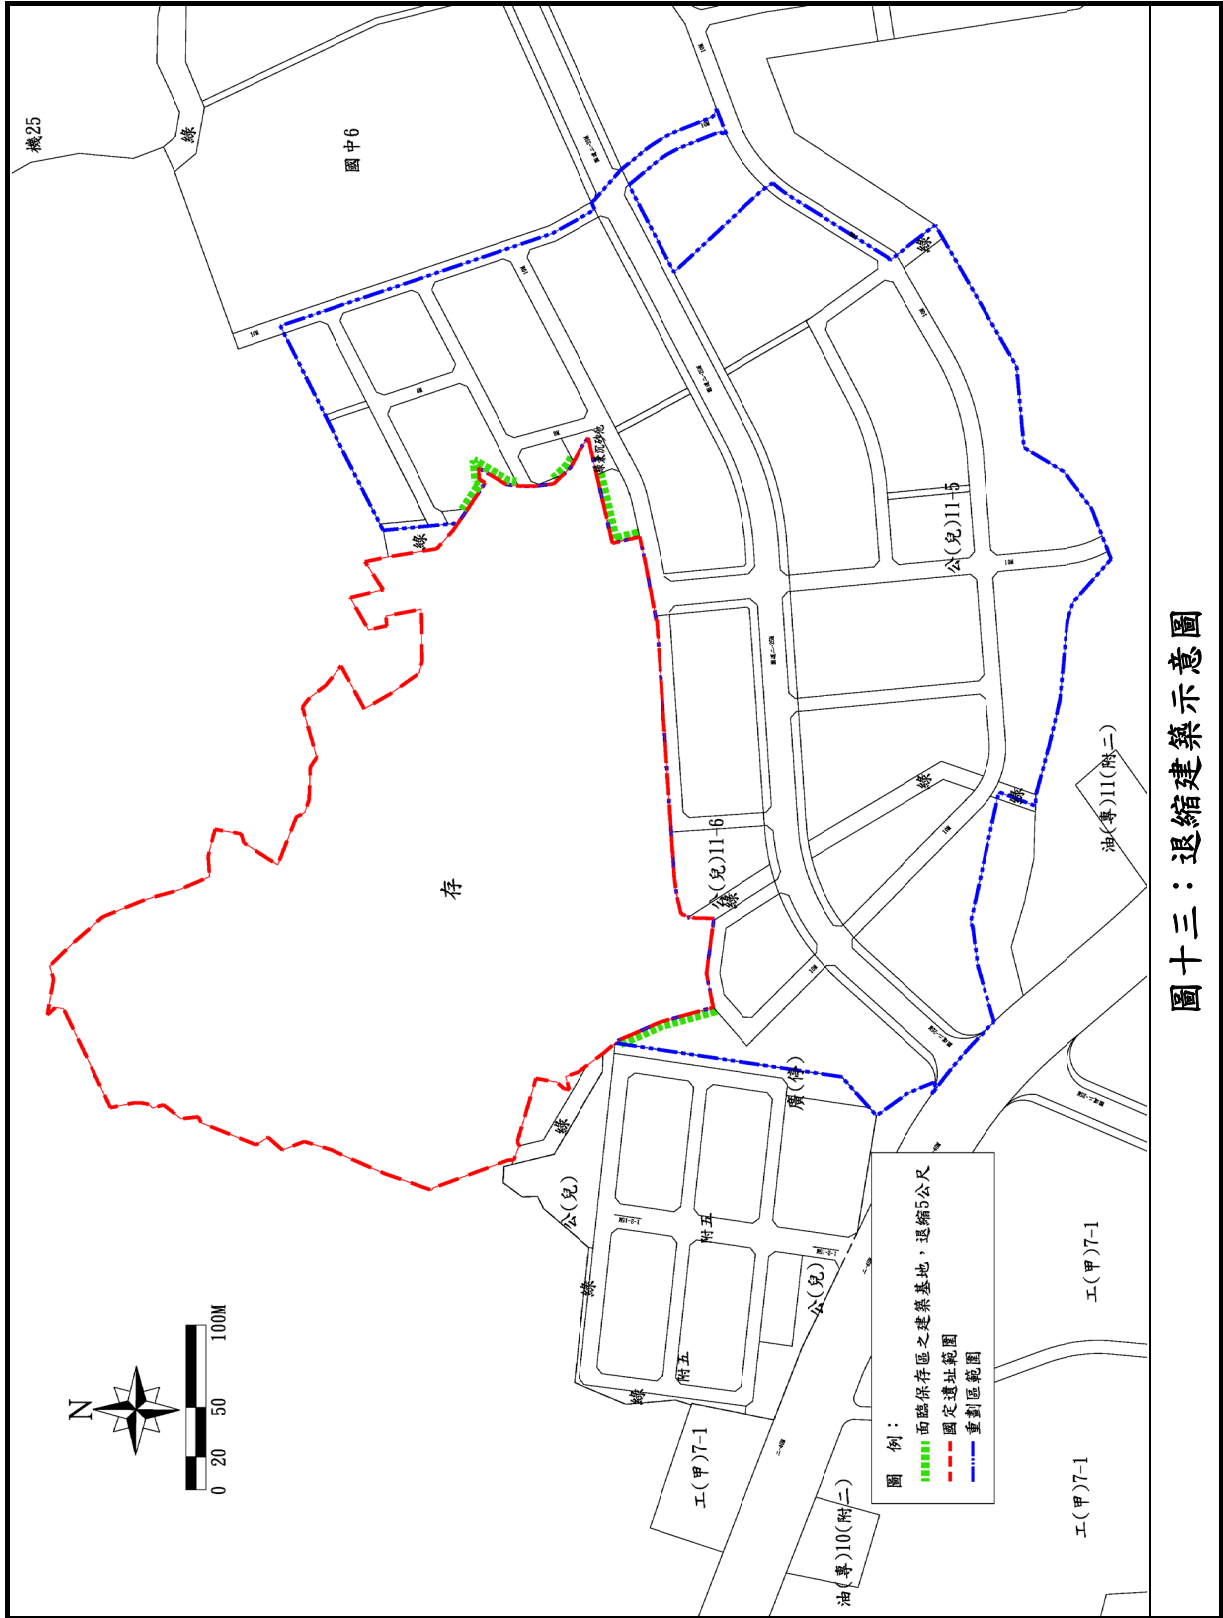 機25
綠
國中6
綠
綠
綠
存
公(兒)11-5
公(兒)11-6
綠
綠
綠
油(專)11(附二)
廣(停)
綠
公(兒)
綠
附五
附五
公(兒)
綠
工(甲)7-1
工(甲)7-1
工(甲)7-1
油(專)10(附二)
N
0 20 50 100M
圖 例：
面臨保存區之建築基地，退縮5公尺
國定遺址範圍
重劃區範圍
圖十三：退縮建築示意圖